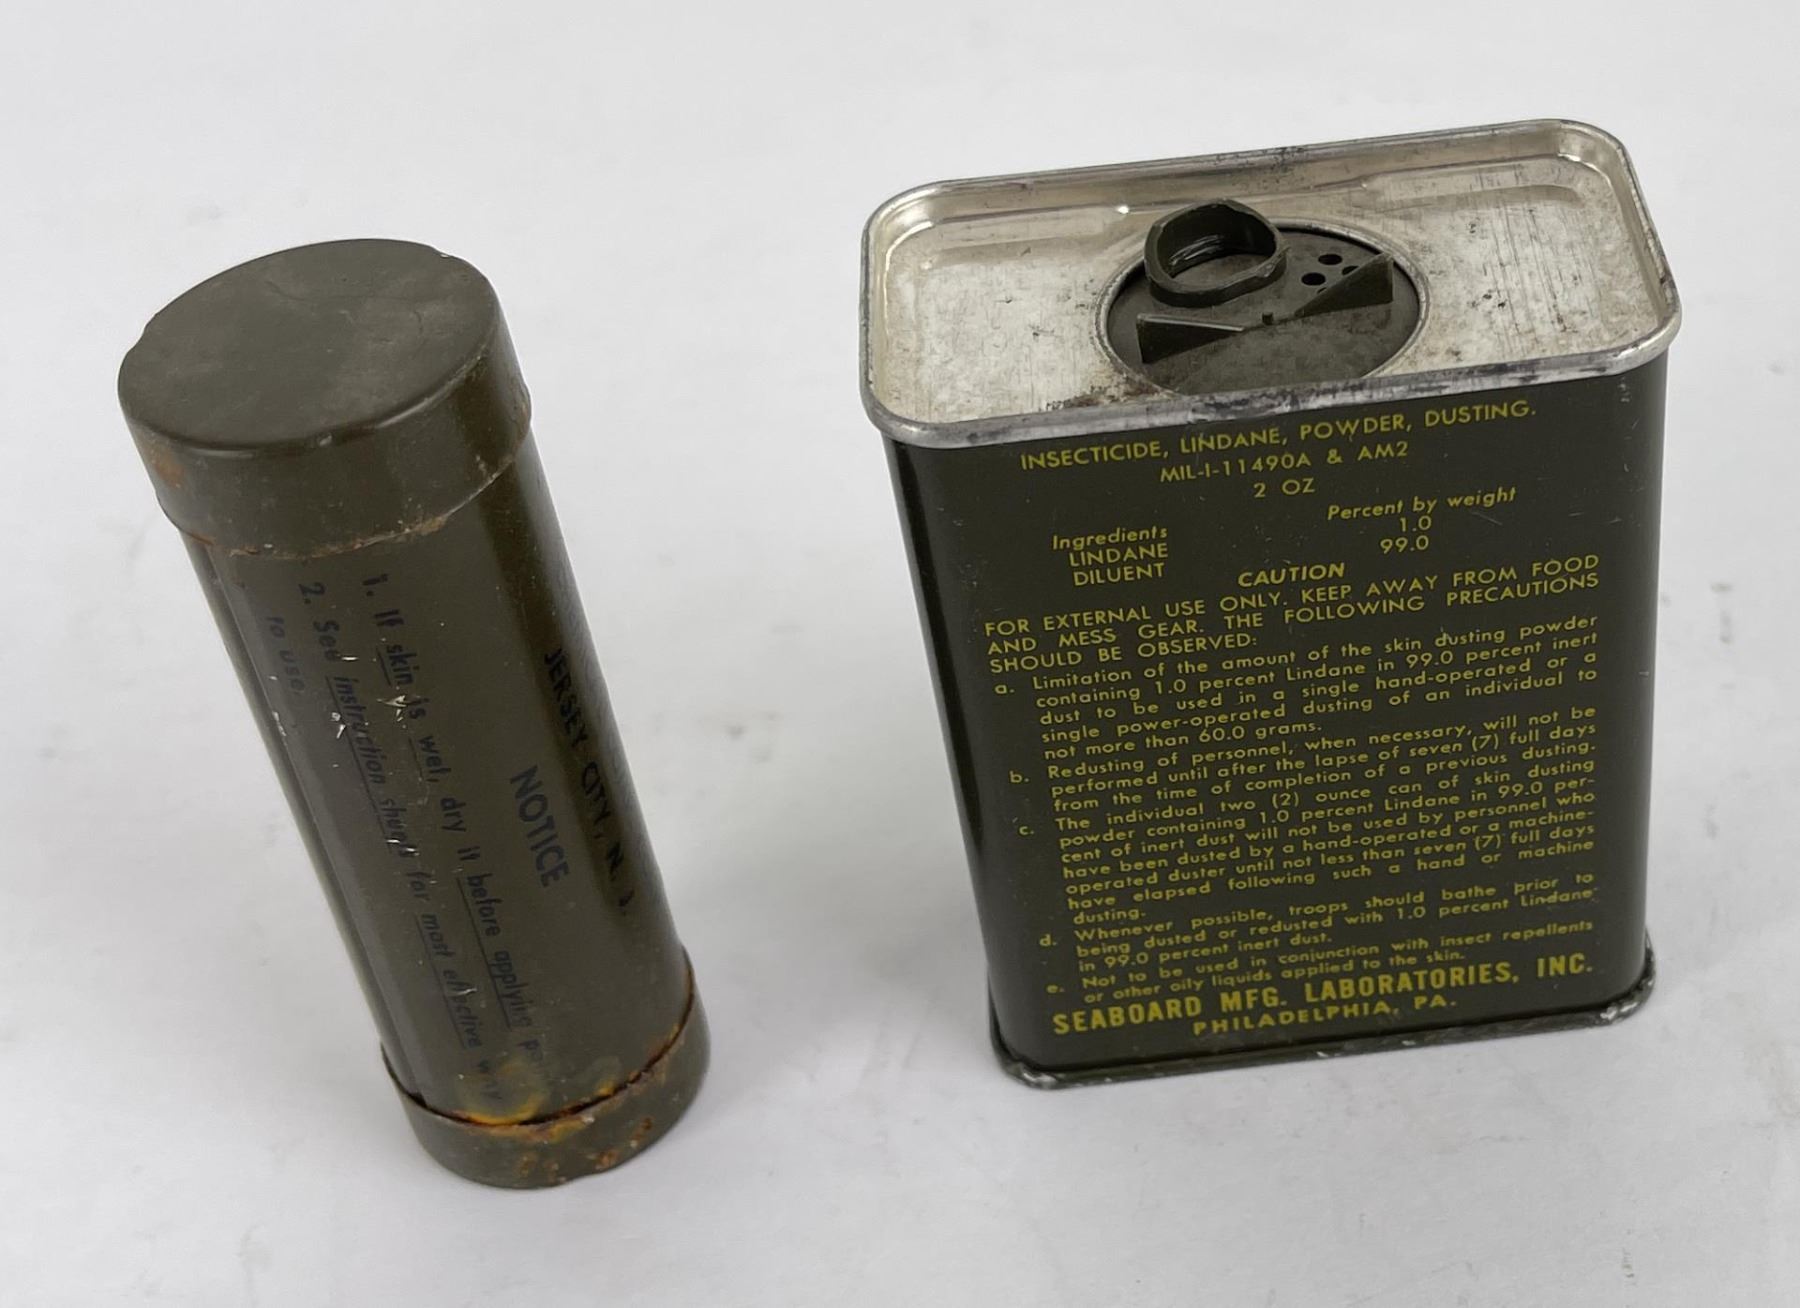 JERSEY CITY, N. J.
NOTICE
1. If skin is wet, dry it before applying
2. See instruction sheet for most effective way
to use.
INSECTICIDE, LINDANE, POWDER, DUSTING.
MIL-I-11490A & AM2
2 OZ
Ingredients Percent by weight
LINDANE 1.0
DILUENT 99.0
CAUTION
FOR EXTERNAL USE ONLY. KEEP AWAY FROM FOOD
AND MESS GEAR. THE FOLLOWING PRECAUTIONS
SHOULD BE OBSERVED:
a. Limitation of the amount of the skin dusting powder
containing 1.0 percent Lindane in 99.0 percent inert
dust to be used in a single hand-operated or a
single power-operated dusting of an individual to
not more than 60.0 grams.
b. Redusting of personnel, when necessary, will not be
performed until after the lapse of seven (7) full days
from the time of completion of a previous dusting.
c. The individual two (2) ounce can of skin dusting
powder containing 1.0 percent Lindane in 99.0 per-
cent of inert dust will not be used by personnel who
have been dusted by a hand-operated or a machine-
operated duster until not less than seven (7) full days
have elapsed following such a hand or machine
dusting.
d. Whenever possible, troops should bathe prior to
being dusted or redusted with 1.0 percent Lindane
in 99.0 percent inert dust.
e. Not to be used in conjunction with insect repellents
or other oily liquids applied to the skin.
SEABOARD MFG. LABORATORIES, INC.
PHILADELPHIA, PA.